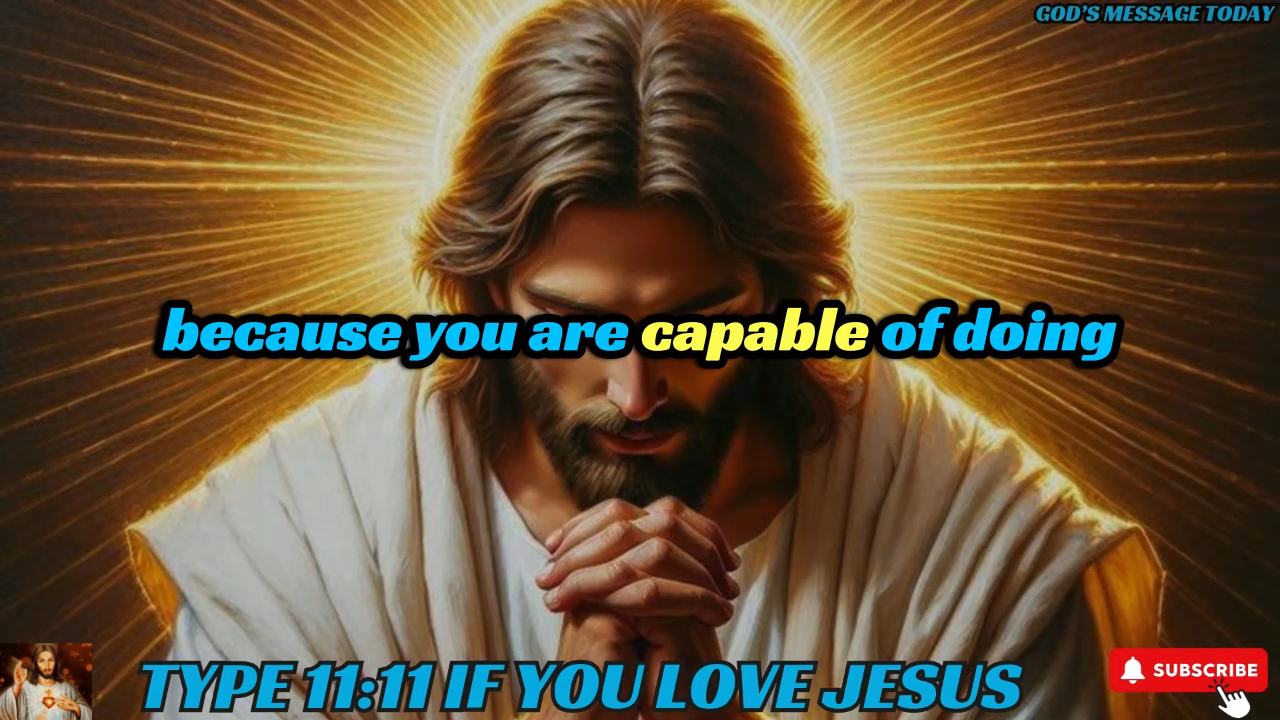 GOD'S MESSAGE TODAY
because you are capable of doing
TYPE 11:11 IF YOU LOVE JESUS
SUBSCRIBE